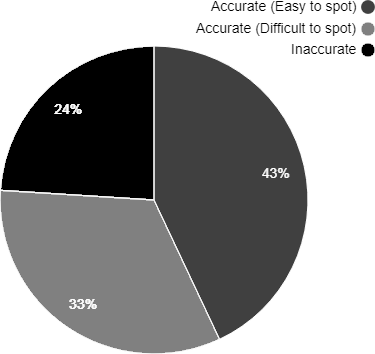 Accurate (Easy to spot)
Accurate (Difficult to spot)
Inaccurate
24%
43%
33%